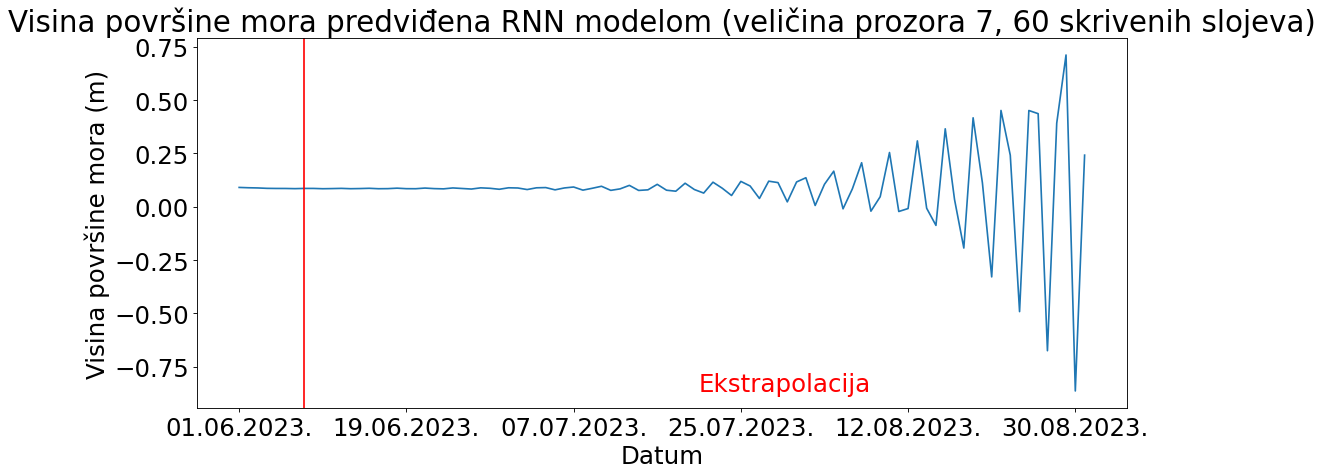 Visina površine mora predviđena RNN modelom (veličina prozora 7, 60 skrivenih slojeva)
Visina površine mora (m)
0.75
0.50
0.25
0.00
−0.25
−0.50
−0.75
Ekstrapolacija
01.06.2023. 19.06.2023. 07.07.2023. 25.07.2023. 12.08.2023. 30.08.2023.
Datum